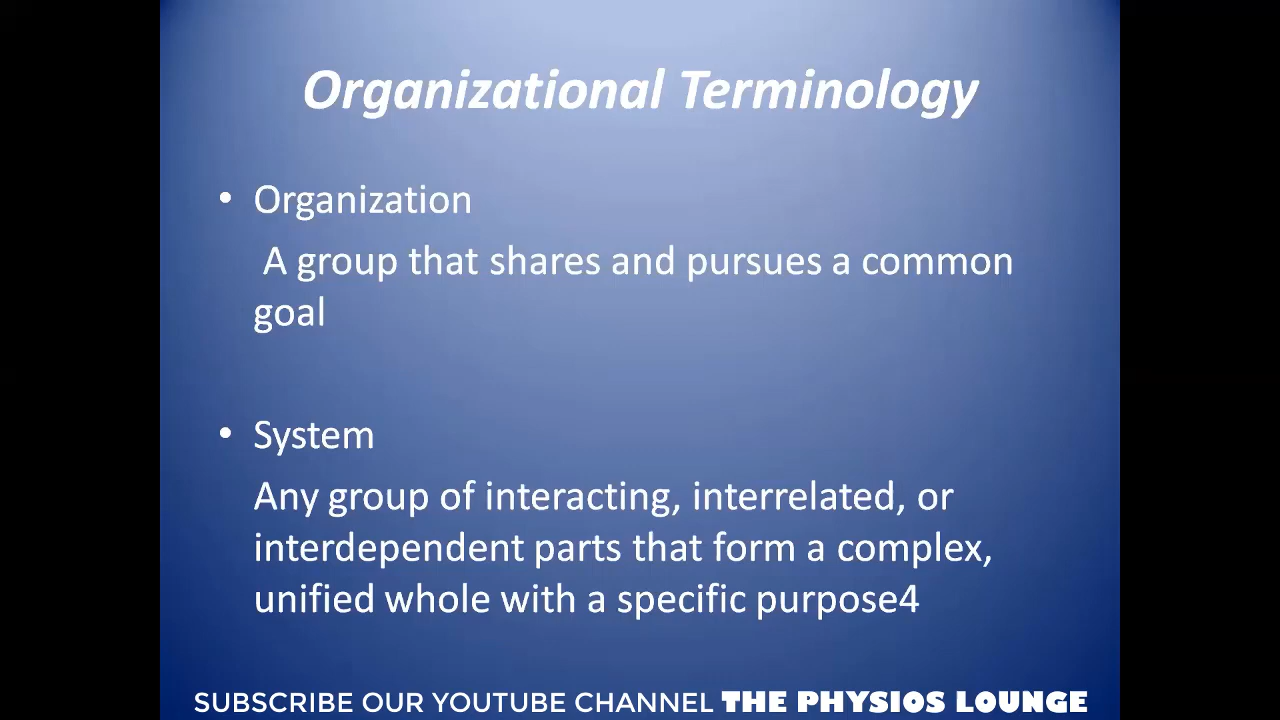 Organizational Terminology
• Organization
A group that shares and pursues a common
goal
• System
Any group of interacting, interrelated, or
interdependent parts that form a complex,
unified whole with a specific purpose4
SUBSCRIBE OUR YOUTUBE CHANNEL THE PHYSIOS LOUNGE